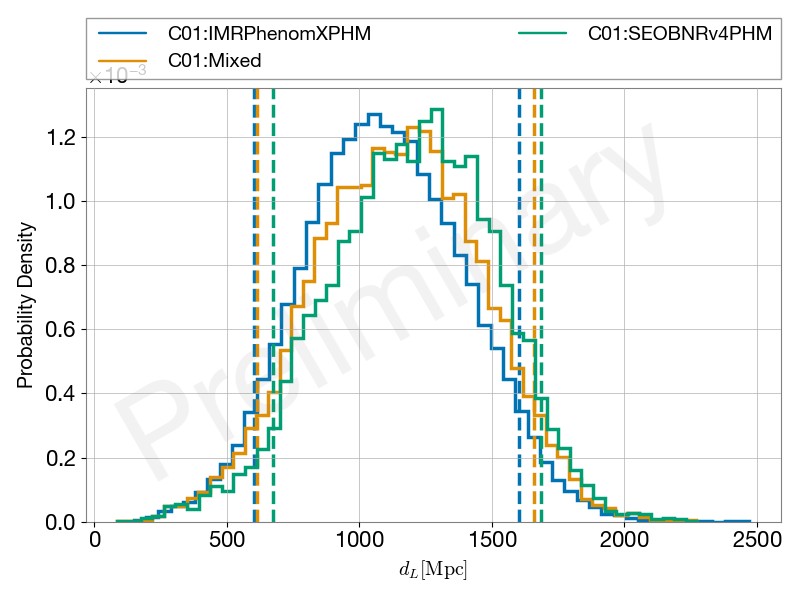 C01:IMRPhenomXPHM
C01:SEOBNRv4PHM
C01:Mixed
×10⁻³
1.2
1.0
0.8
0.6
0.4
0.2
0.0
Probability Density
Preliminary
0 500 1000 1500 2000 2500
d_L[Mpc]